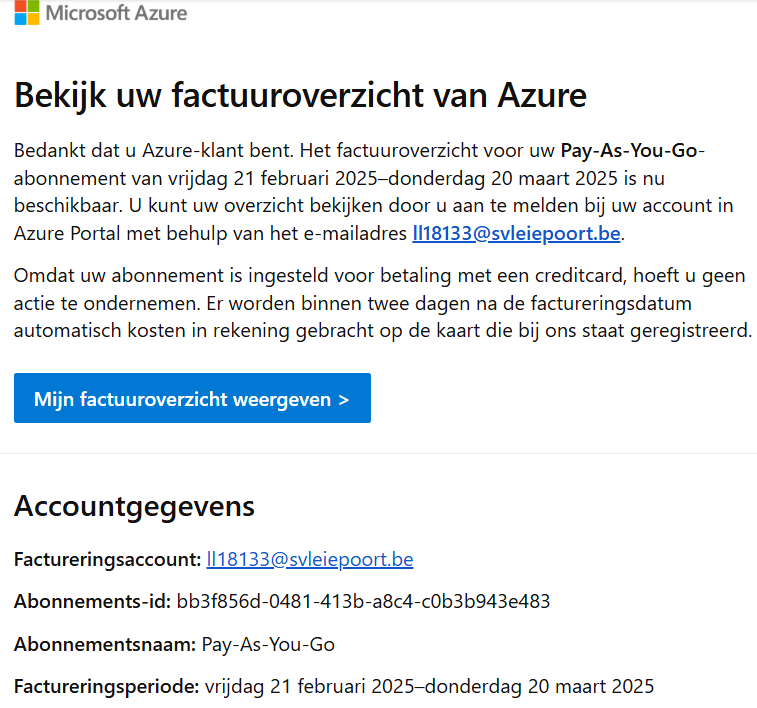 Microsoft Azure
Bekijk uw factuuroverzicht van Azure
Bedankt dat u Azure-klant bent. Het factuuroverzicht voor uw Pay-As-You-Go-
abonnement van vrijdag 21 februari 2025–donderdag 20 maart 2025 is nu
beschikbaar. U kunt uw overzicht bekijken door u aan te melden bij uw account in
Azure Portal met behulp van het e-mailadres ll18133@svleiepoort.be.
Omdat uw abonnement is ingesteld voor betaling met een creditcard, hoeft u geen
actie te ondernemen. Er worden binnen twee dagen na de factureringsdatum
automatisch kosten in rekening gebracht op de kaart die bij ons staat geregistreerd.
Mijn factuuroverzicht weergeven >
Accountgegevens
Factureringsaccount: ll18133@svleiepoort.be
Abonnements-id: bb3f856d-0481-413b-a8c4-c0b3b943e483
Abonnementsnaam: Pay-As-You-Go
Factureringsperiode: vrijdag 21 februari 2025–donderdag 20 maart 2025